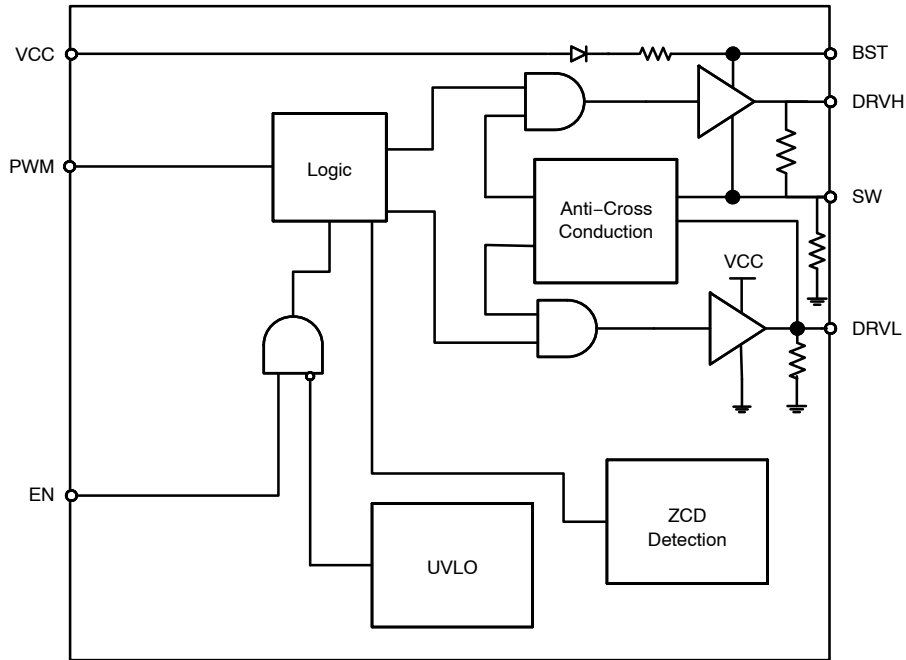 VCC
BST
DRVH
PWM
Logic
SW
Anti−Cross
Conduction
VCC
DRVL
EN
ZCD
Detection
UVLO